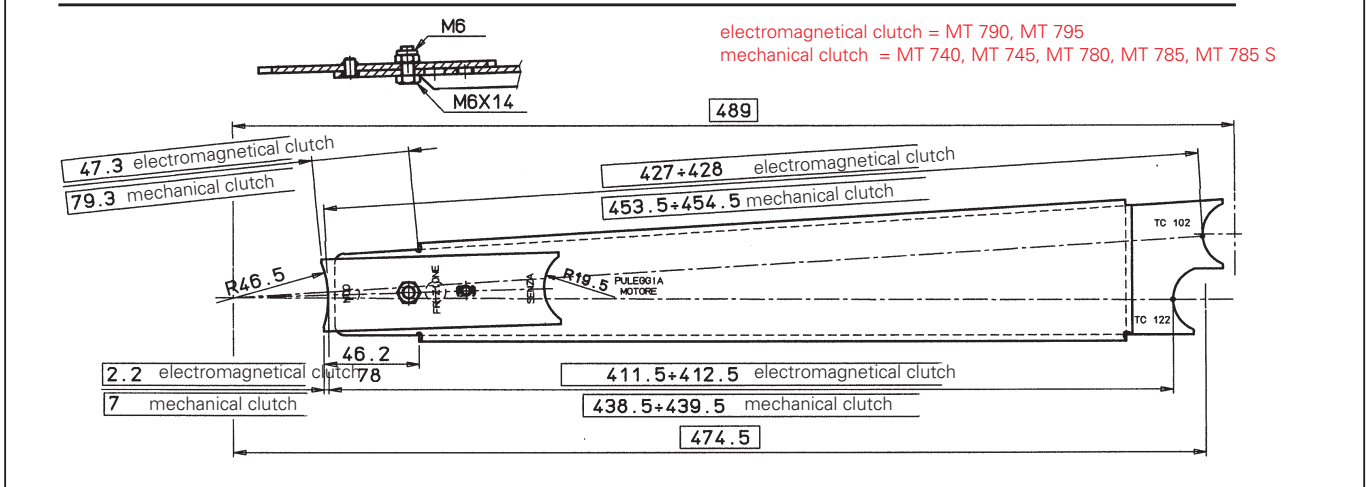 M6
electromagnetical clutch = MT 790, MT 795
mechanical clutch = MT 740, MT 745, MT 780, MT 785, MT 785 S
M6X14
489
47.3 electromagnetical clutch
79.3 mechanical clutch
427÷428 electromagnetical clutch
453.5÷454.5 mechanical clutch
TC 102
R46.5
FRIZIONE
SENZA
R19.5
PULEGGIA
MOTORE
TC 122
46.2
78
2.2 electromagnetical clutch
7 mechanical clutch
411.5÷412.5 electromagnetical clutch
438.5÷439.5 mechanical clutch
474.5